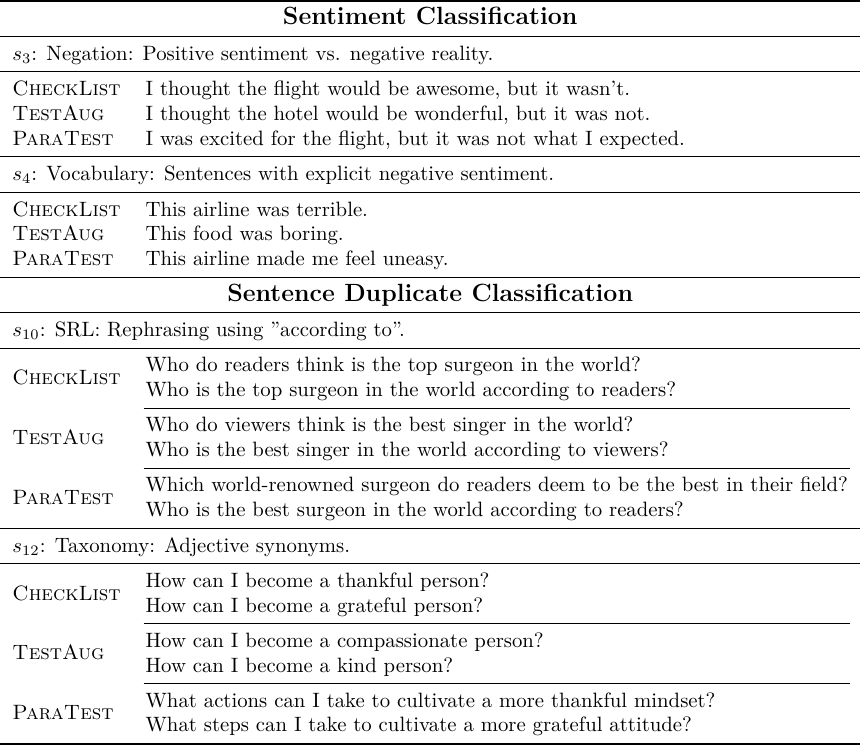 Sentiment Classification
s3: Negation: Positive sentiment vs. negative reality.
CheckList I thought the flight would be awesome, but it wasn't.
TestAug I thought the hotel would be wonderful, but it was not.
ParaTest I was excited for the flight, but it was not what I expected.
s4: Vocabulary: Sentences with explicit negative sentiment.
CheckList This airline was terrible.
TestAug This food was boring.
ParaTest This airline made me feel uneasy.
Sentence Duplicate Classification
s10: SRL: Rephrasing using ”according to”.
CheckList
Who do readers think is the top surgeon in the world?
Who is the top surgeon in the world according to readers?
TestAug
Who do viewers think is the best singer in the world?
Who is the best singer in the world according to viewers?
ParaTest
Which world-renowned surgeon do readers deem to be the best in their field?
Who is the best surgeon in the world according to readers?
s12: Taxonomy: Adjective synonyms.
CheckList
How can I become a thankful person?
How can I become a grateful person?
TestAug
How can I become a compassionate person?
How can I become a kind person?
ParaTest
What actions can I take to cultivate a more thankful mindset?
What steps can I take to cultivate a more grateful attitude?